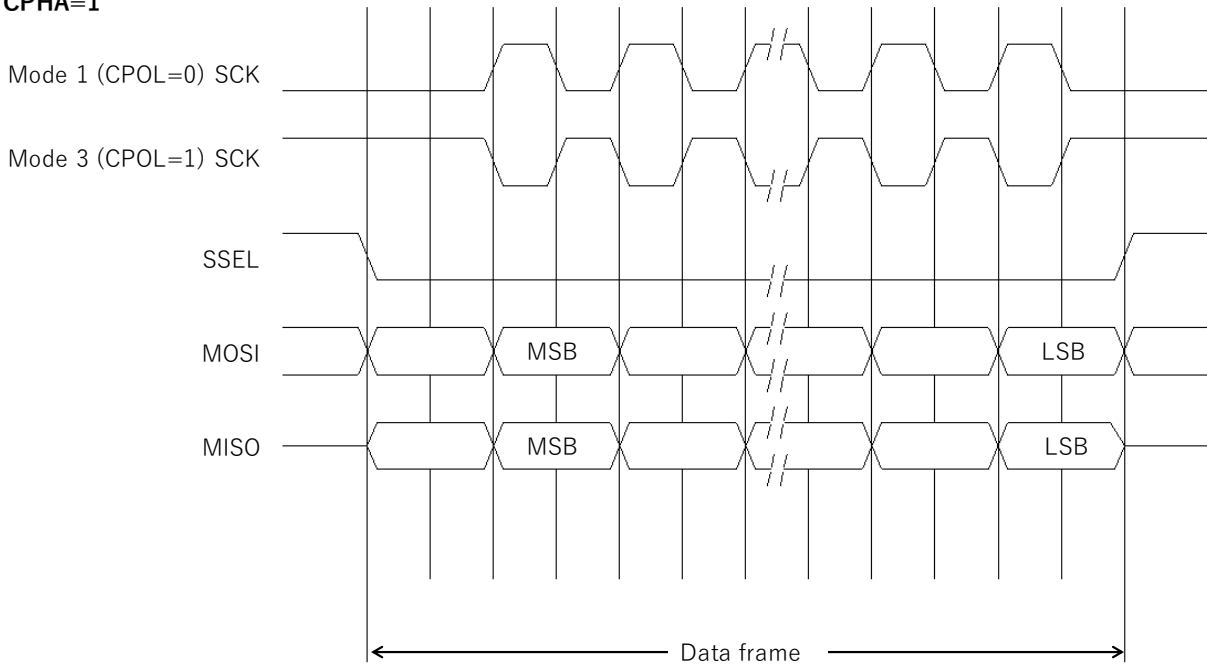 CPHA=1
Mode 1 (CPOL=0) SCK
Mode 3 (CPOL=1) SCK
SSEL
MOSI MSB LSB
MISO MSB LSB
Data frame